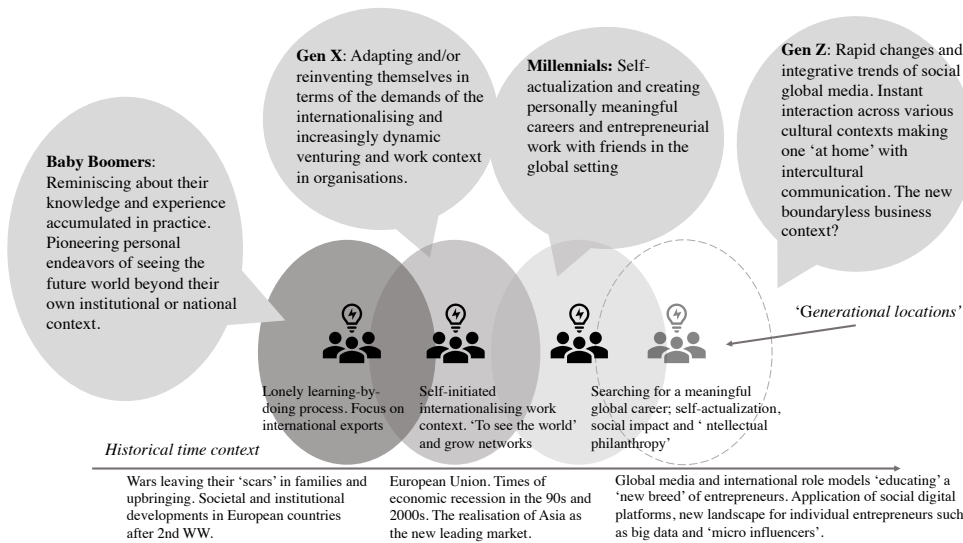 Baby Boomers:
Reminiscing about their
knowledge and experience
accumulated in practice.
Pioneering personal
endeavors of seeing the
future world beyond their
own institutional or national
context.
Gen X: Adapting and/or
reinventing themselves in
terms of the demands of the
internationalising and
increasingly dynamic
venturing and work context
in organisations.
Millennials: Self-
actualization and creating
personally meaningful
careers and entrepreneurial
work with friends in the
global setting
Gen Z: Rapid changes and
integrative trends of social
global media. Instant
interaction across various
cultural contexts making
one ‘at home’ with
intercultural
communication. The new
boundaryless business
context?
‘Generational locations’
Lonely learning-by-
doing process. Focus on
international exports
Self-initiated
internationalising work
context. ‘To see the world’
and grow networks
Searching for a meaningful
global career; self-actualization,
social impact and ‘ ntellectual
philanthropy’
Historical time context
Wars leaving their ‘scars’ in families and
upbringing. Societal and institutional
developments in European countries
after 2nd WW.
European Union. Times of
economic recession in the 90s and
2000s. The realisation of Asia as
the new leading market.
Global media and international role models ‘educating’ a
‘new breed’ of entrepreneurs. Application of social digital
platforms, new landscape for individual entrepreneurs such
as big data and ‘micro influencers’.